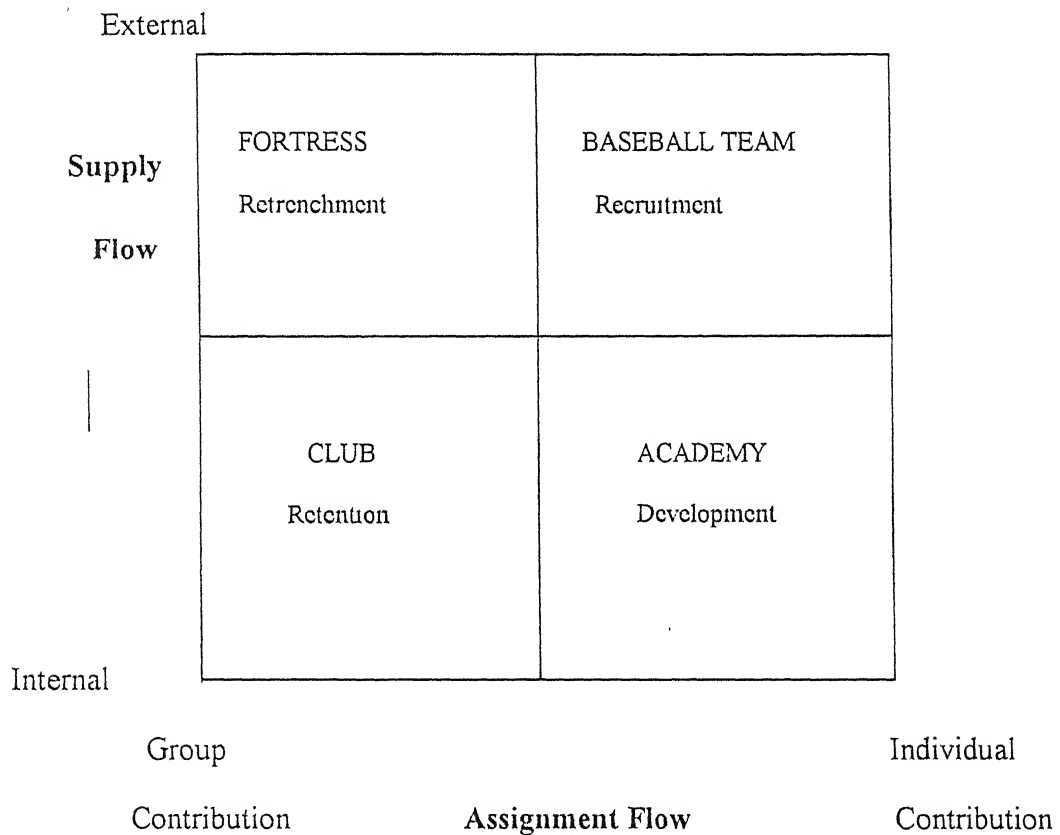 External
FORTRESS BASEBALL TEAM
Supply
Retrenchment Recruitment
Flow
CLUB ACADEMY
Retention Development
Internal
Group Individual
Contribution Assignment Flow Contribution